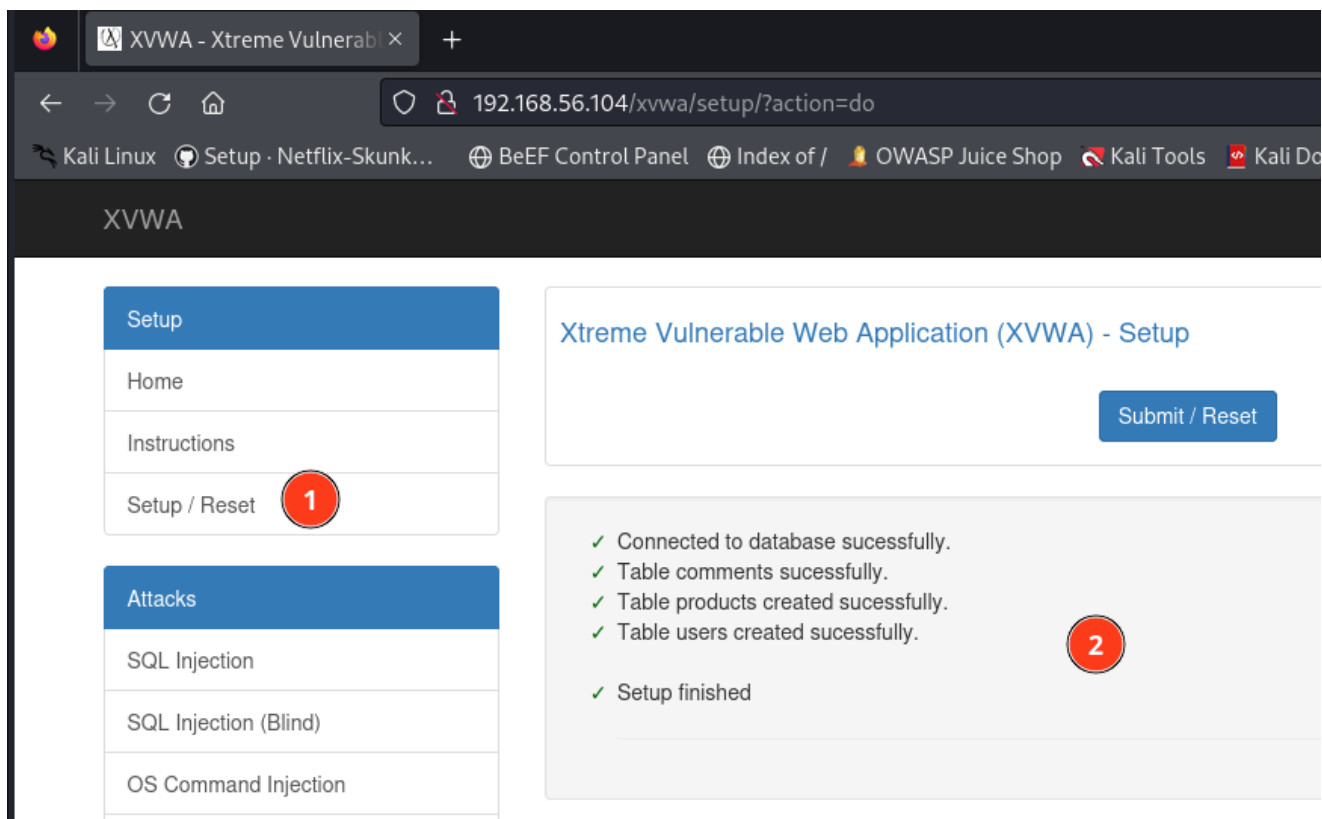 XVWA - Xtreme Vulnerabl
192.168.56.104/xvwa/setup/?action=do
Kali Linux Setup · Netflix-Skunk... BeEF Control Panel Index of / OWASP Juice Shop Kali Tools Kali Do
XVWA
Setup
Home
Instructions
Setup / Reset 1
Attacks
SQL Injection
SQL Injection (Blind)
OS Command Injection
Xtreme Vulnerable Web Application (XVWA) - Setup
Submit / Reset
✓ Connected to database sucessfully.
✓ Table comments sucessfully.
✓ Table products created sucessfully.
✓ Table users created sucessfully.
2
✓ Setup finished